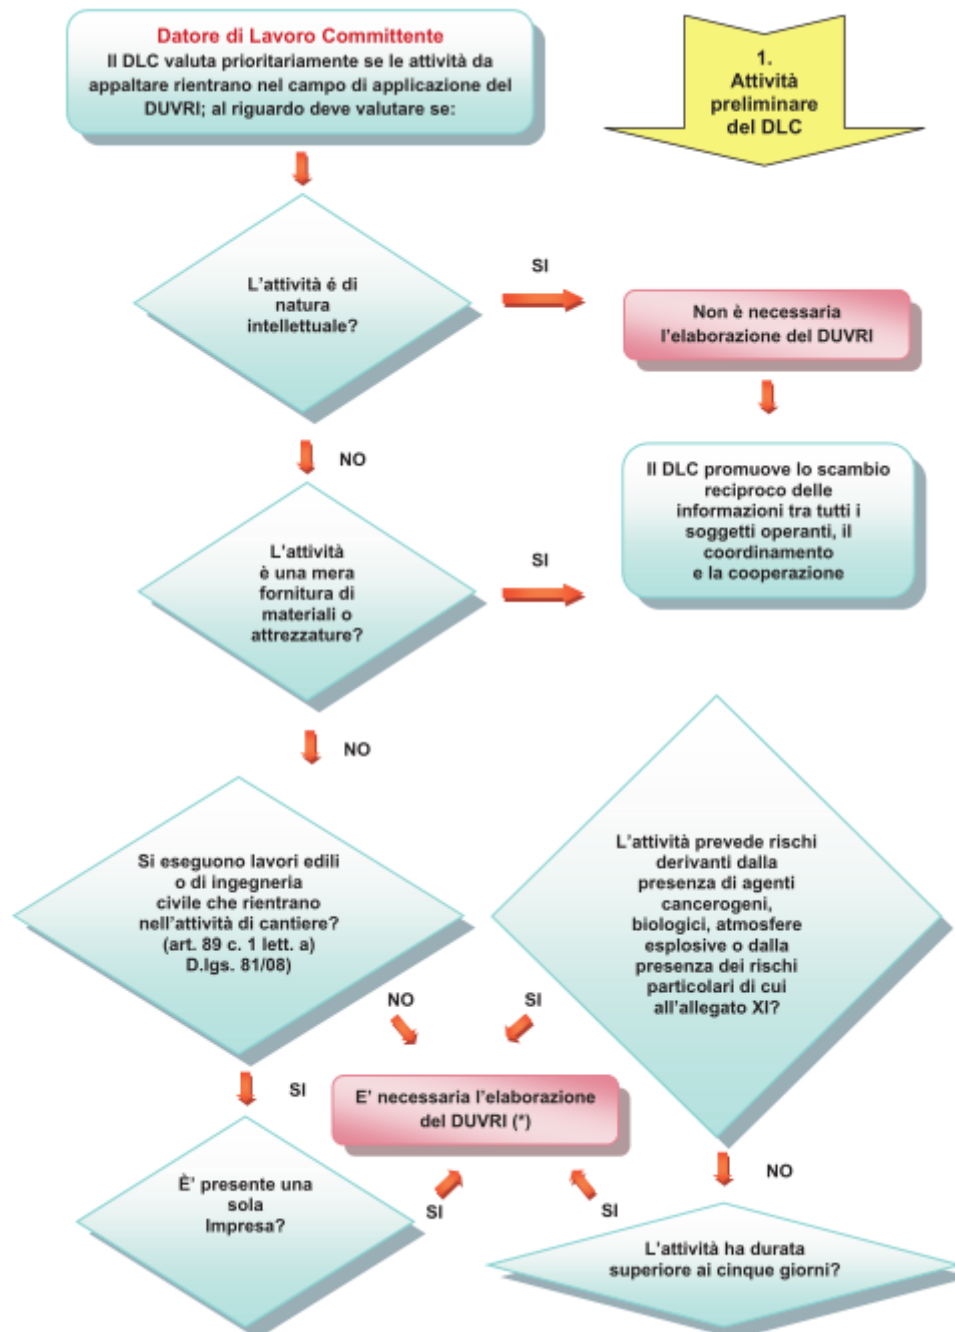 Datore di Lavoro Committente
Il DLC valuta prioritariamente se le attività da
appaltare rientrano nel campo di applicazione del
DUVRI; al riguardo deve valutare se:
1.
Attività
preliminare
del DLC
L'attività é di
natura
intellettuale?
SI
Non è necessaria
l'elaborazione del DUVRI
NO
Il DLC promuove lo scambio
reciproco delle
informazioni tra tutti i
soggetti operanti, il
coordinamento
e la cooperazione
L'attività
è una mera
fornitura di
materiali o
attrezzature?
SI
NO
Si eseguono lavori edili
o di ingegneria
civile che rientrano
nell'attività di cantiere?
(art. 89 c. 1 lett. a)
D.lgs. 81/08)
L'attività prevede rischi
derivanti dalla
presenza di agenti
cancerogeni,
biologici, atmosfere
esplosive o dalla
presenza dei rischi
particolari di cui
all'allegato XI?
NO
SI
SI
E' necessaria l'elaborazione
del DUVRI (*)
NO
È' presente una
sola
Impresa?
SI
SI
L'attività ha durata
superiore ai cinque giorni?